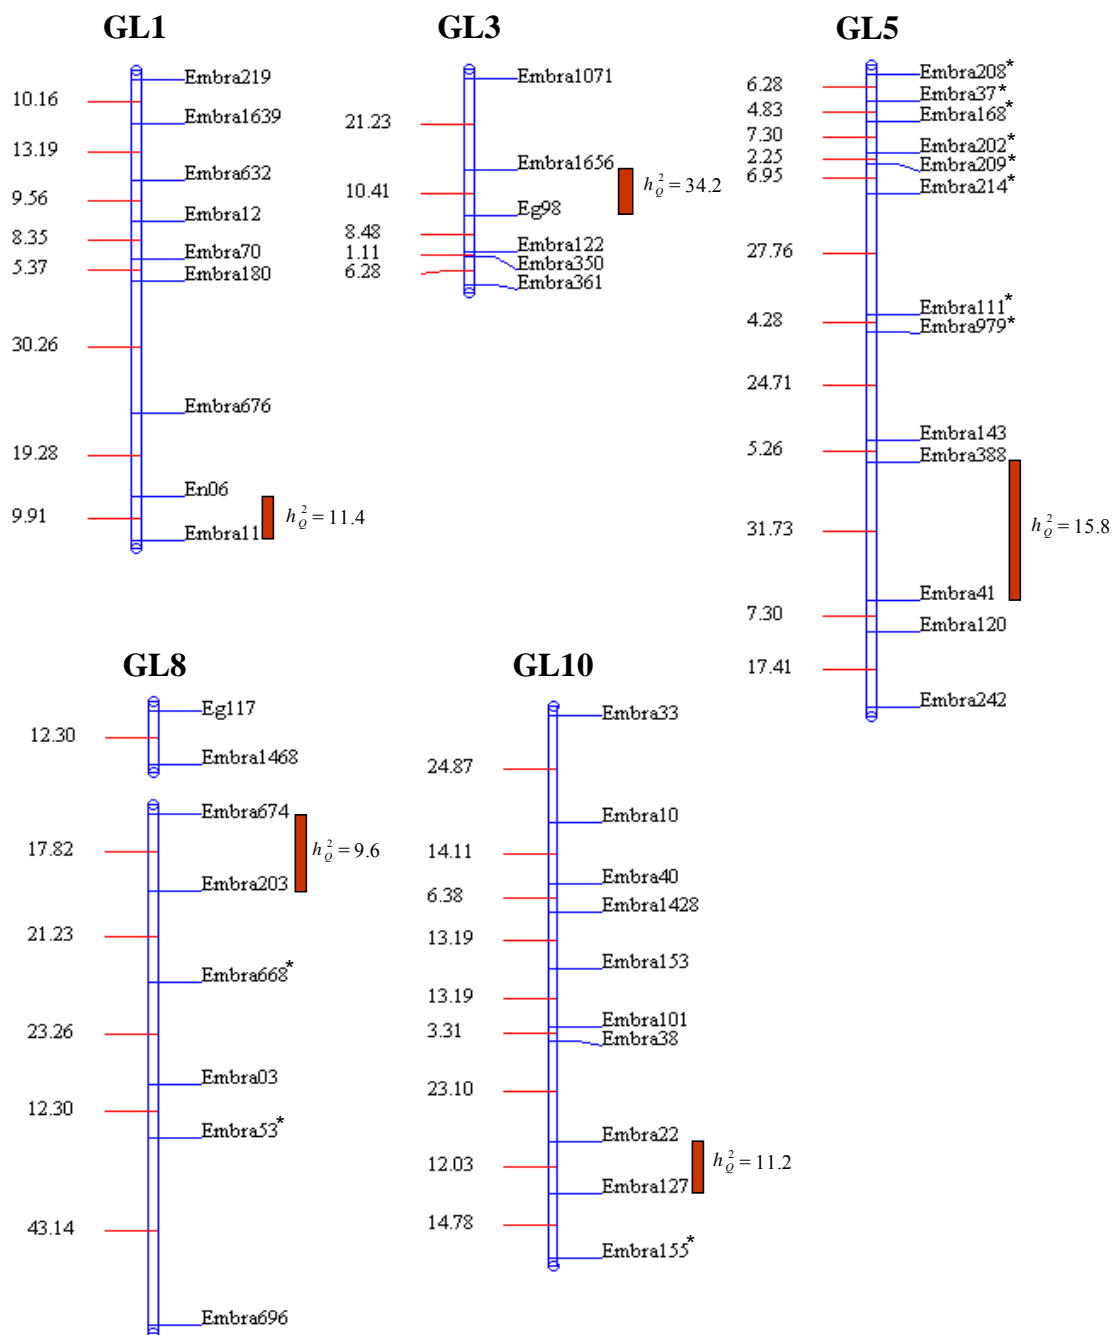 GL1
Embra219
10.16
Embra1639
13.19
Embra632
9.56
Embra12
8.35
Embra70
5.37
Embra180
30.26
Embra676
19.28
En06
9.91
Embra11
h²Q = 11.4
GL3
Embra1071
21.23
Embra1656
10.41
h²Q = 34.2
Eg98
8.48
Embra122
1.11
Embra350
6.28
Embra361
GL5
Embra208*
6.28
Embra37*
4.83
Embra168*
7.30
Embra202*
2.25
Embra209*
6.95
Embra214*
27.76
Embra111*
4.28
Embra979*
24.71
Embra143
5.26
Embra388
31.73
h²Q = 15.8
Embra41
7.30
Embra120
17.41
Embra242
GL8
Eg117
12.30
Embra1468
Embra674
17.82
h²Q = 9.6
Embra203
21.23
Embra668*
23.26
Embra03
12.30
Embra53*
43.14
Embra696
GL10
Embra33
24.87
Embra10
14.11
Embra40
6.38
Embra1428
13.19
Embra153
13.19
Embra101
3.31
Embra38
23.10
Embra22
12.03
h²Q = 11.2
Embra127
14.78
Embra155*